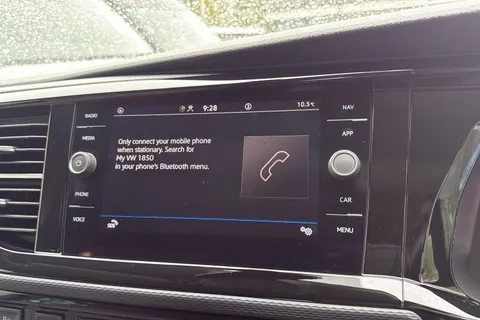 RADIO
MEDIA
PHONE
VOICE
9:28
10.5°C
Only connect your mobile phone
when stationary. Search for
My VW 1850
in your phone's Bluetooth menu.
SOS
NAV
APP
CAR
MENU